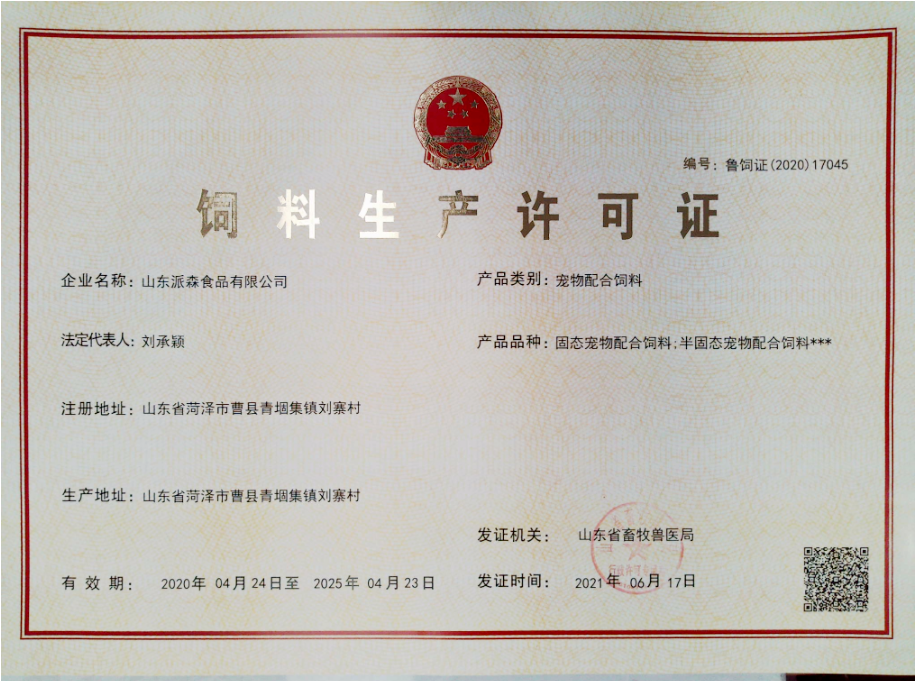 编号：鲁饲证(2020)17045
饲料生产许可证
企业名称：山东派森食品有限公司
产品类别：宠物配合饲料
法定代表人：刘承颖
产品品种：固态宠物配合饲料;半固态宠物配合饲料***
注册地址：山东省菏泽市曹县青堌集镇刘寨村
生产地址：山东省菏泽市曹县青堌集镇刘寨村
发证机关：山东省畜牧兽医局
有效期：2020年 04月24日至 2025年 04月23日
发证时间：2021年 06月 17日